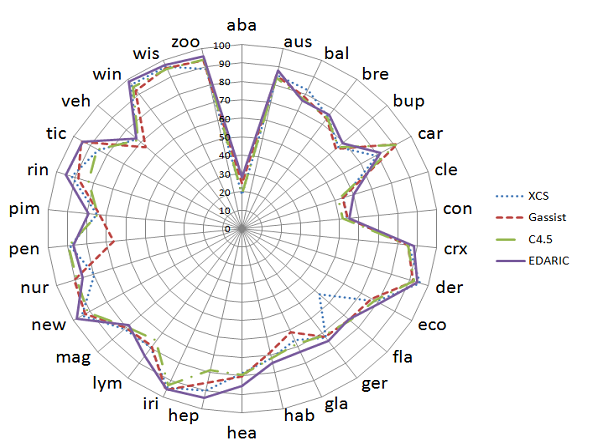 aba
aus
bal
bre
bup
car
cle
con
crx
der
eco
fla
ger
gla
hab
hea
hep
iri
lym
mag
new
nur
pen
pim
rin
tic
veh
win
wis
zoo
100
90
80
70
60
50
40
30
20
10
0
XCS
Gassist
C4.5
EDARIC